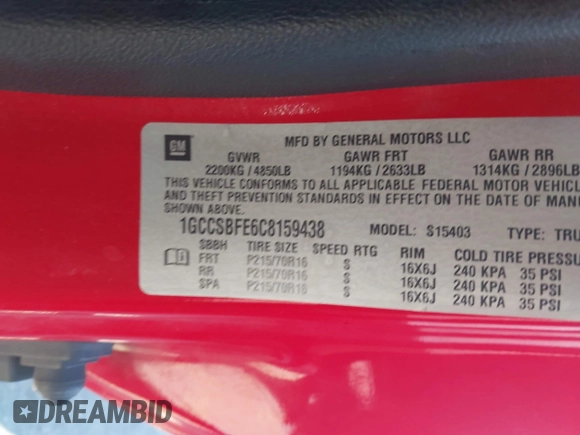 GM
MFD BY GENERAL MOTORS LLC
GVWR GAWR FRT GAWR RR
2200KG / 4850LB 1194KG / 2633LB 1314KG / 2896LB
THIS VEHICLE CONFORMS TO ALL APPLICABLE FEDERAL MOTOR VEHICL
AND THEFT PREVENTION STANDARDS IN EFFECT ON THE DATE OF MANU
SHOWN ABOVE.
1GCCSBFE6C8159438 MODEL: S15403 TYPE: TRU
SBBH TIRE SIZE SPEED RTG RIM COLD TIRE PRESSU
FRT P215/70R16 S 16X6J 240 KPA 35 PSI
RR P215/70R16 S 16X6J 240 KPA 35 PSI
SPA P215/70R16 S 16X6J 240 KPA 35 PSI
DREAMBID